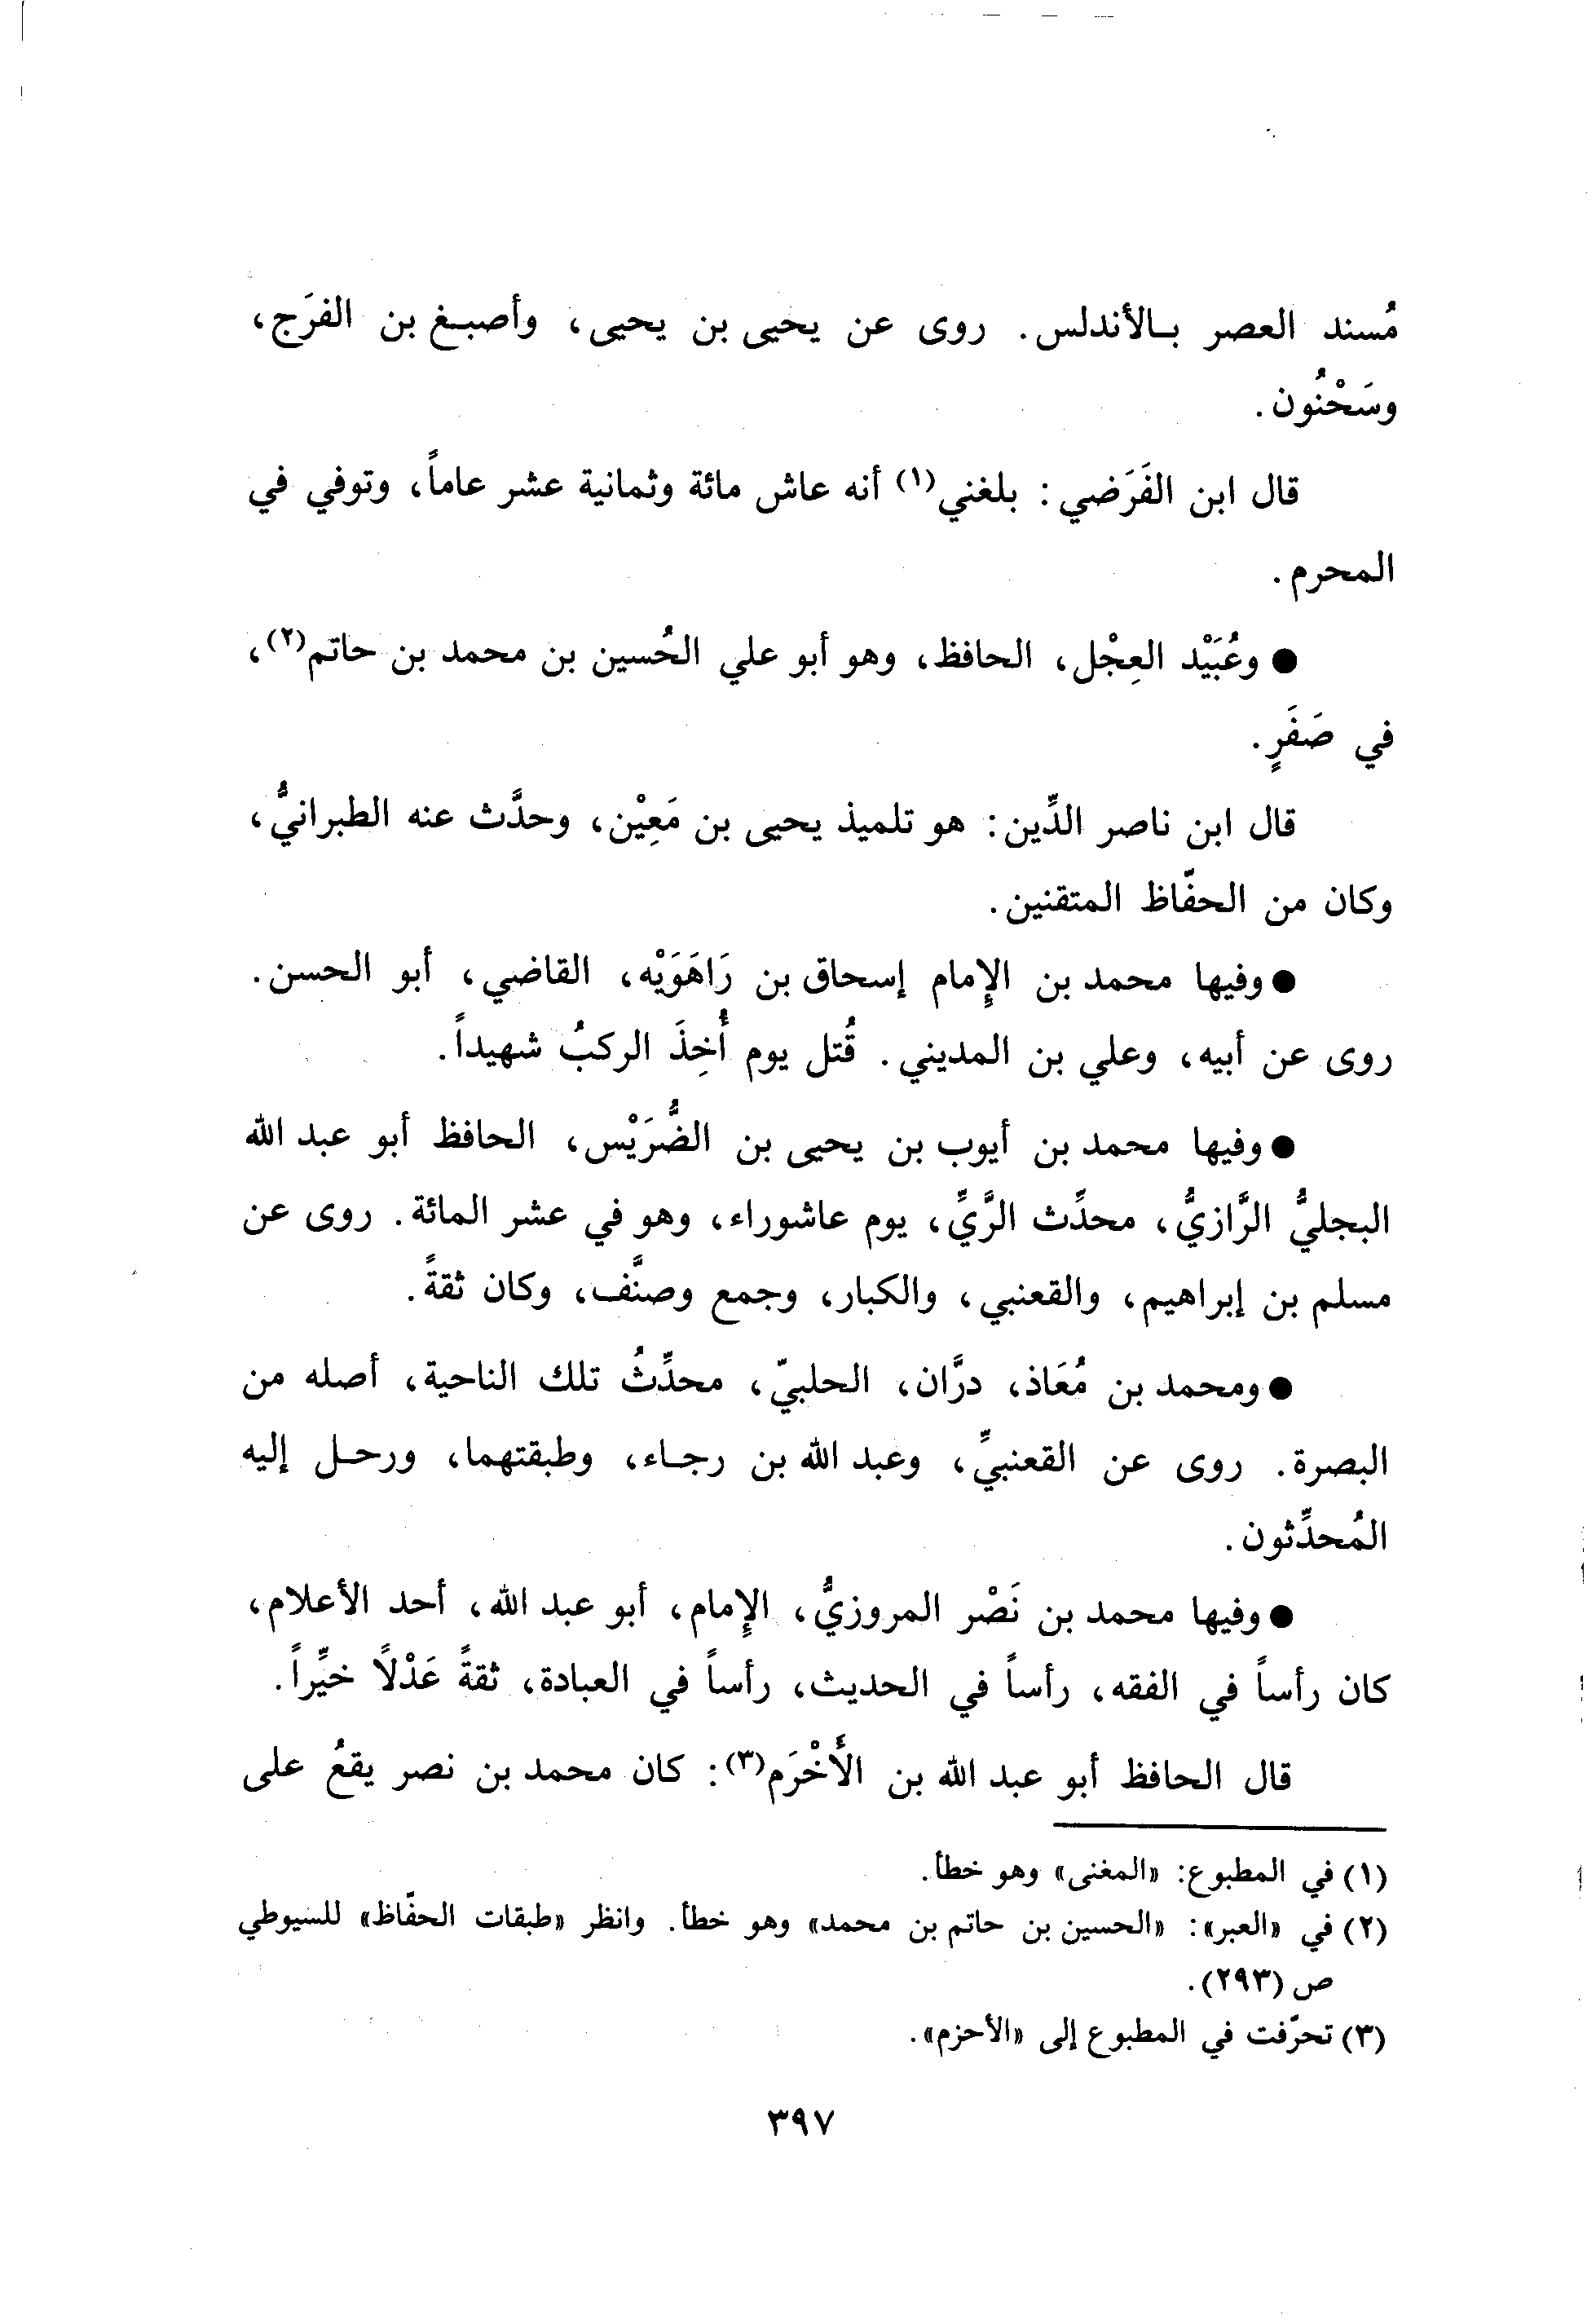 مُسند العصر بالأندلس. روى عن يحيى بن يحيى، وأصبغ بن الفرَج،
وسَحْنُون.
قال ابن الفَرَضي: بلغني(١) أنه عاش مائة وثمانية عشر عاماً، وتوفي في
المحرم.
● وعُبَيْد العِجْل، الحافظ، وهو أبو علي الحُسين بن محمد بن حاتم(٢)،
في صَفَرٍ.
قال ابن ناصر الدِّين: هو تلميذ يحيى بن مَعِيْن، وحدَّث عنه الطبرانيُّ،
وكان من الحفّاظ المتقنين.
● وفيها محمد بن الإِمام إسحاق بن رَاهَوَيْه، القاضي، أبو الحسن.
روى عن أبيه، وعلي بن المديني. قُتل يوم أُخِذَ الركبُ شهيداً.
● وفيها محمد بن أيوب بن يحيى بن الضُّرَيْس، الحافظ أبو عبد الله
البجليُّ الرَّازيُّ، محدِّث الرَّيِّ، يوم عاشوراء، وهو في عشر المائة. روى عن
مسلم بن إبراهيم، والقعنبي، والكبار، وجمع وصنَّف، وكان ثقةً.
● ومحمد بن مُعَاذ، درَّان، الحلبيّ، محدِّثُ تلك الناحية، أصله من
البصرة. روى عن القعنبيِّ، وعبد الله بن رجاء، وطبقتهما، ورحل إليه
المُحدِّثون.
● وفيها محمد بن نَصْر المروزيُّ، الإِمام، أبو عبد الله، أحد الأعلام،
كان رأساً في الفقه، رأساً في الحديث، رأساً في العبادة، ثقةً عَدْلاً خيِّراً.
قال الحافظ أبو عبد الله بن الأَخْرَم(٣): كان محمد بن نصر يقعُ على
(١) في المطبوع: «المغنى» وهو خطأ.
(٢) في «العبر»: «الحسين بن حاتم بن محمد» وهو خطأ. وانظر «طبقات الحفّاظ» للسيوطي
ص (٢٩٣).
(٣) تحرّفت في المطبوع إلى «الأحزم».
٣٩٧